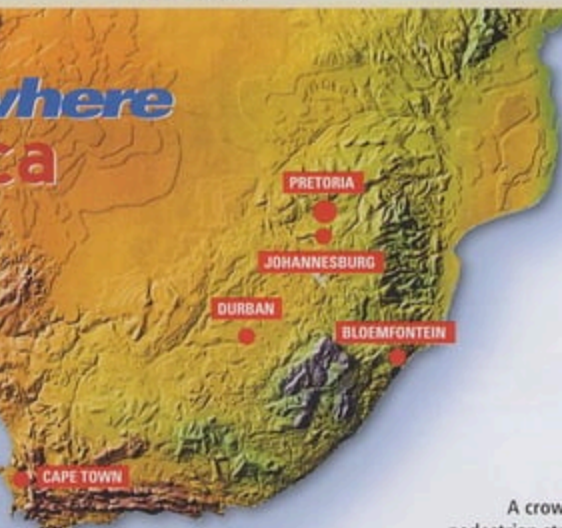 where
ca
PRETORIA
JOHANNESBURG
DURBAN
BLOEMFONTEIN
CAPE TOWN
A crow